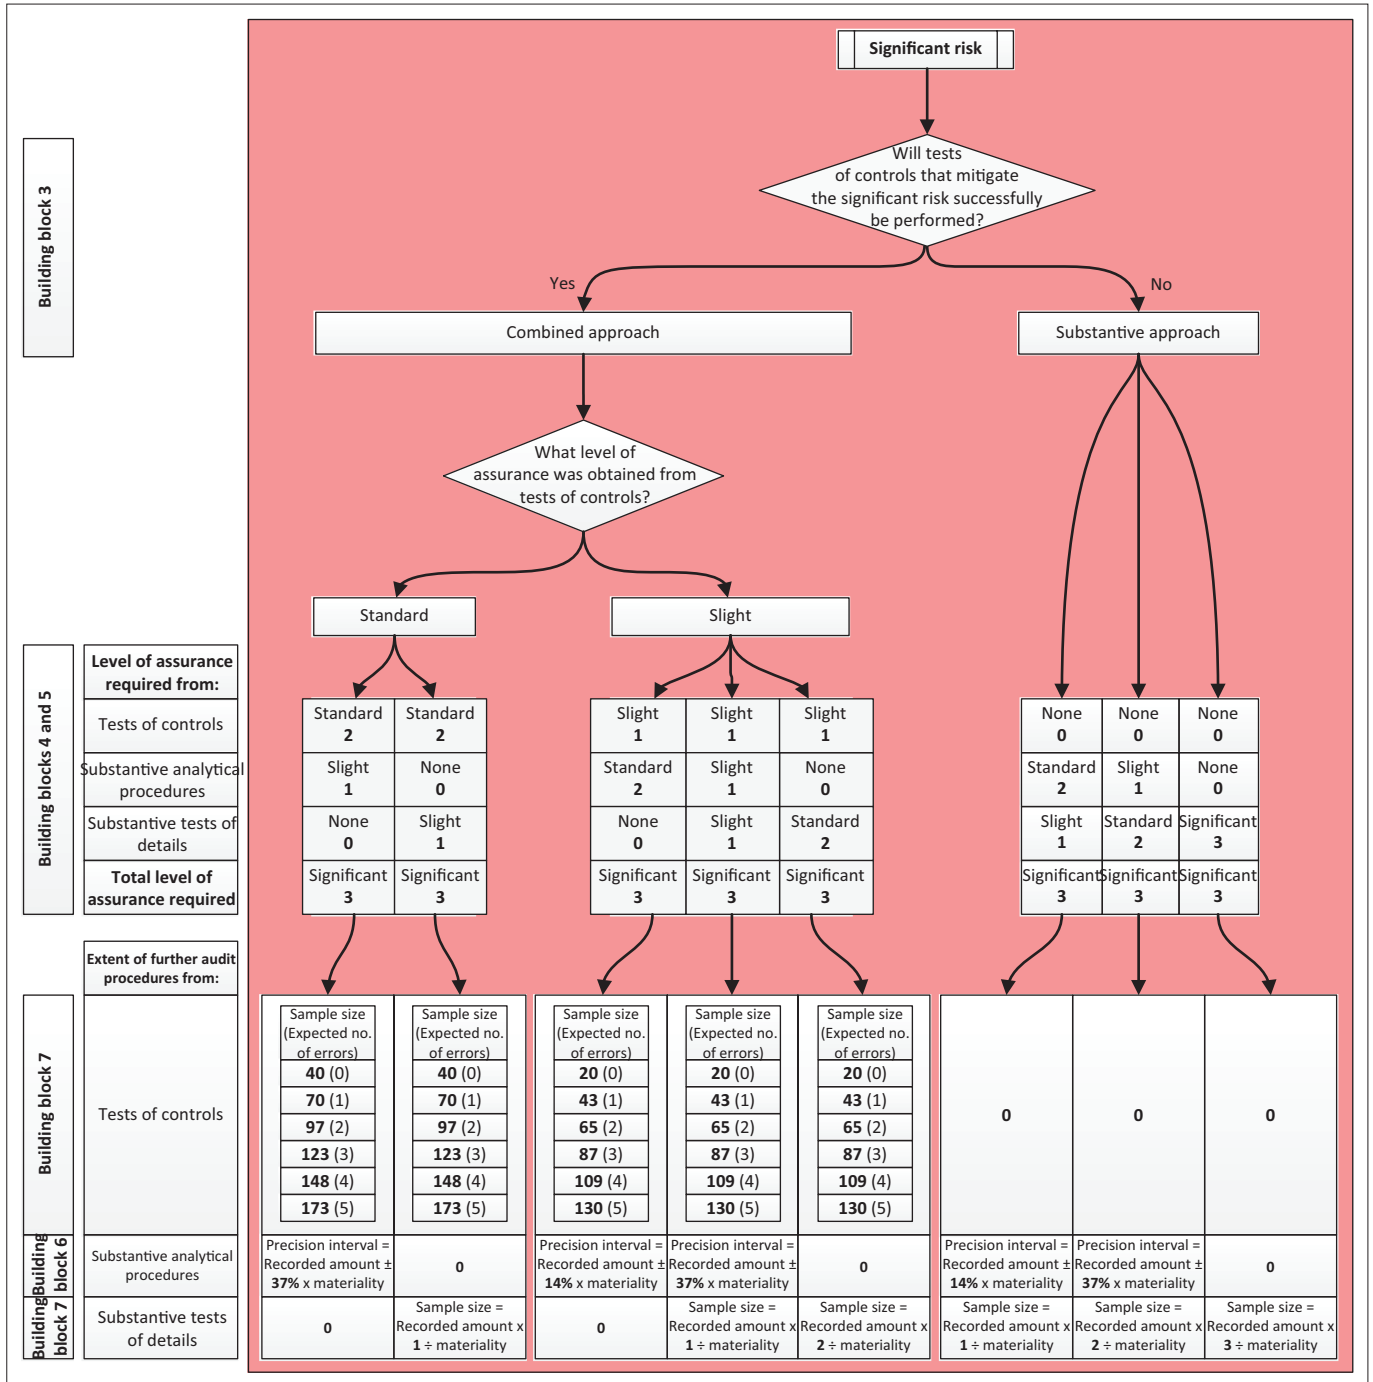 Significant risk
Will tests
of controls that mitigate
the significant risk successfully
be performed?
Building block 3
Yes
No
Combined approach
Substantive approach
What level of
assurance was obtained from
tests of controls?
Standard
Slight
Building blocks 4 and 5
Level of assurance
required from:
Tests of controls
Standard
2
Standard
2
Slight
1
Slight
1
Slight
1
None
0
None
0
None
0
Substantive analytical
procedures
Slight
1
None
0
Standard
2
Slight
1
None
0
Standard
2
Slight
1
None
0
Substantive tests of
details
None
0
Slight
1
None
0
Slight
1
Standard
2
Slight
1
Standard
2
Significant
3
Total level of
assurance required
Significant
3
Significant
3
Significant
3
Significant
3
Significant
3
Significant
3
Significant
3
Significant
3
Extent of further audit
procedures from:
Building block 7
Tests of controls
Sample size
(Expected no.
of errors)
40 (0)
70 (1)
97 (2)
123 (3)
148 (4)
173 (5)
Sample size
(Expected no.
of errors)
40 (0)
70 (1)
97 (2)
123 (3)
148 (4)
173 (5)
Sample size
(Expected no.
of errors)
20 (0)
43 (1)
65 (2)
87 (3)
109 (4)
130 (5)
Sample size
(Expected no.
of errors)
20 (0)
43 (1)
65 (2)
87 (3)
109 (4)
130 (5)
Sample size
(Expected no.
of errors)
20 (0)
43 (1)
65 (2)
87 (3)
109 (4)
130 (5)
0
0
0
Building
block 6
Substantive analytical
procedures
Precision interval =
Recorded amount ±
37% x materiality
0
Precision interval =
Recorded amount ±
14% x materiality
Precision interval =
Recorded amount ±
37% x materiality
0
Precision interval =
Recorded amount ±
14% x materiality
Precision interval =
Recorded amount ±
37% x materiality
0
Building
block 7
Substantive tests
of details
0
Sample size =
Recorded amount x
1 ÷ materiality
0
Sample size =
Recorded amount x
1 ÷ materiality
Sample size =
Recorded amount x
2 ÷ materiality
Sample size =
Recorded amount x
1 ÷ materiality
Sample size =
Recorded amount x
2 ÷ materiality
Sample size =
Recorded amount x
3 ÷ materiality